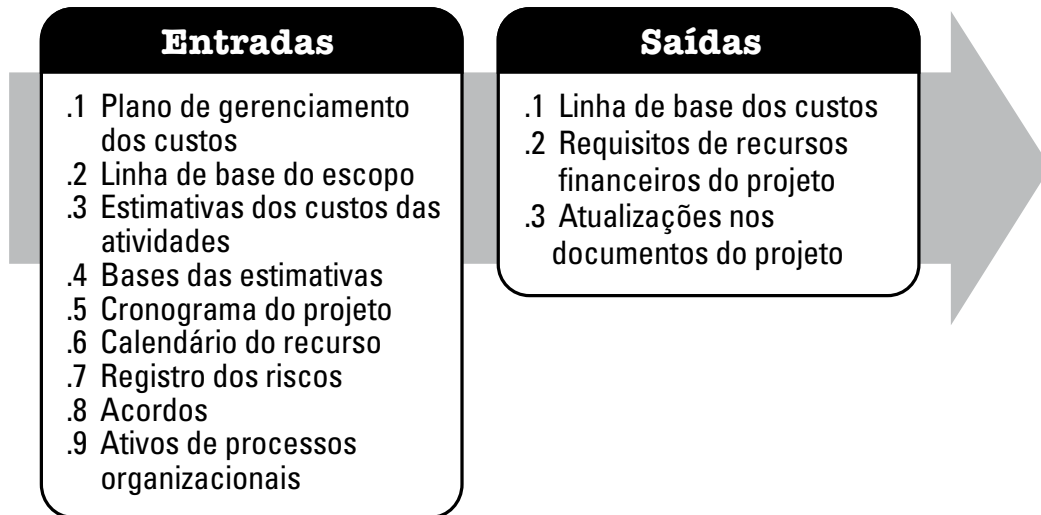 Entradas
.1 Plano de gerenciamento
dos custos
.2 Linha de base do escopo
.3 Estimativas dos custos das
atividades
.4 Bases das estimativas
.5 Cronograma do projeto
.6 Calendário do recurso
.7 Registro dos riscos
.8 Acordos
.9 Ativos de processos
organizacionais
Saídas
.1 Linha de base dos custos
.2 Requisitos de recursos
financeiros do projeto
.3 Atualizações nos
documentos do projeto